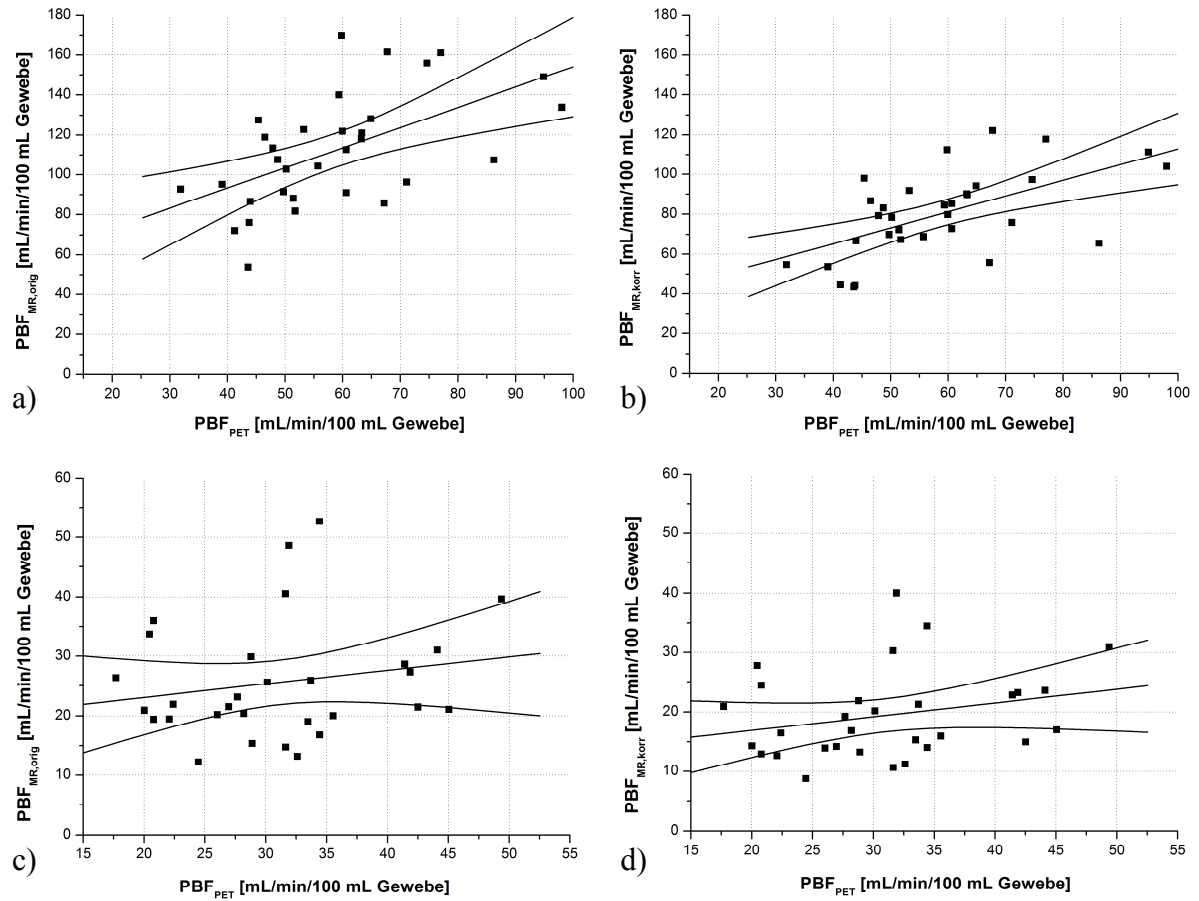 180
160
140
120
100
80
60
40
20
0
PBF_MR,orig [mL/min/100 mL Gewebe]
20 30 40 50 60 70 80 90 100
PBF_PET [mL/min/100 mL Gewebe]
a)
180
160
140
120
100
80
60
40
20
0
PBF_MR,korr [mL/min/100 mL Gewebe]
20 30 40 50 60 70 80 90 100
PBF_PET [mL/min/100 mL Gewebe]
b)
60
50
40
30
20
10
0
PBF_MR,orig [mL/min/100 mL Gewebe]
15 20 25 30 35 40 45 50 55
PBF_PET [mL/min/100 mL Gewebe]
c)
60
50
40
30
20
10
0
PBF_MR,korr [mL/min/100 mL Gewebe]
15 20 25 30 35 40 45 50 55
PBF_PET [mL/min/100 mL Gewebe]
d)